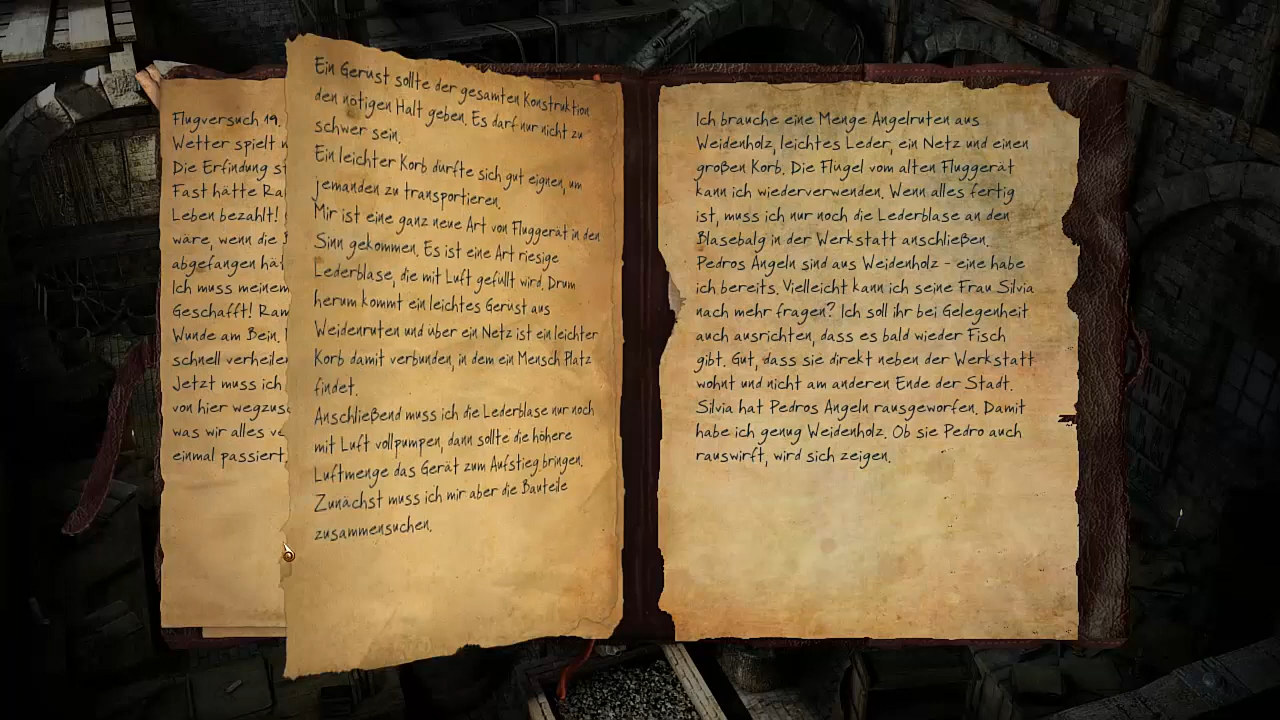 Flugversuch 19,
Wetter spielt
Die Erfindung
Fast hätte
Leben bezahlt!
wäre, wenn die
abgefangen
Ich muss meinem
Geschafft!
Wunde am Bein.
schnell
Jetzt muss ich
von hier
was wir alles
einmal passiert,
Ein Gerüst sollte der gesamten Konstruktion
den nötigen Halt geben. Es darf nur nicht zu
schwer sein.
Ein leichter Korb dürfte sich gut eignen, um
jemanden zu transportieren.
Mir ist eine ganz neue Art von Fluggerät in den
Sinn gekommen. Es ist eine Art riesige
Lederblase, die mit Luft gefüllt wird. Drum
herum kommt ein leichtes Gerüst aus
Weidenruten und über ein Netz ist ein leichter
Korb damit verbunden, in dem ein Mensch Platz
findet.
Anschließend muss ich die Lederblase nur noch
mit Luft vollpumpen, dann sollte die höhere
Luftmenge das Gerät zum Aufstieg bringen.
Zunächst muss ich mir aber die Bauteile
zusammensuchen.
Ich brauche eine Menge Angelruten aus
Weidenholz, leichtes Leder, ein Netz und einen
großen Korb. Die Flügel vom alten Fluggerät
kann ich wiederverwenden. Wenn alles fertig
ist, muss ich nur noch die Lederblase an den
Blasebalg in der Werkstatt anschließen.
Pedros Angeln sind aus Weidenholz - eine habe
ich bereits. Vielleicht kann ich seine Frau Silvia
nach mehr fragen? Ich soll ihr bei Gelegenheit
auch ausrichten, dass es bald wieder Fisch
gibt. Gut, dass sie direkt neben der Werkstatt
wohnt und nicht am anderen Ende der Stadt.
Silvia hat Pedros Angeln rausgeworfen. Damit
habe ich genug Weidenholz. Ob sie Pedro auch
rauswirft, wird sich zeigen.